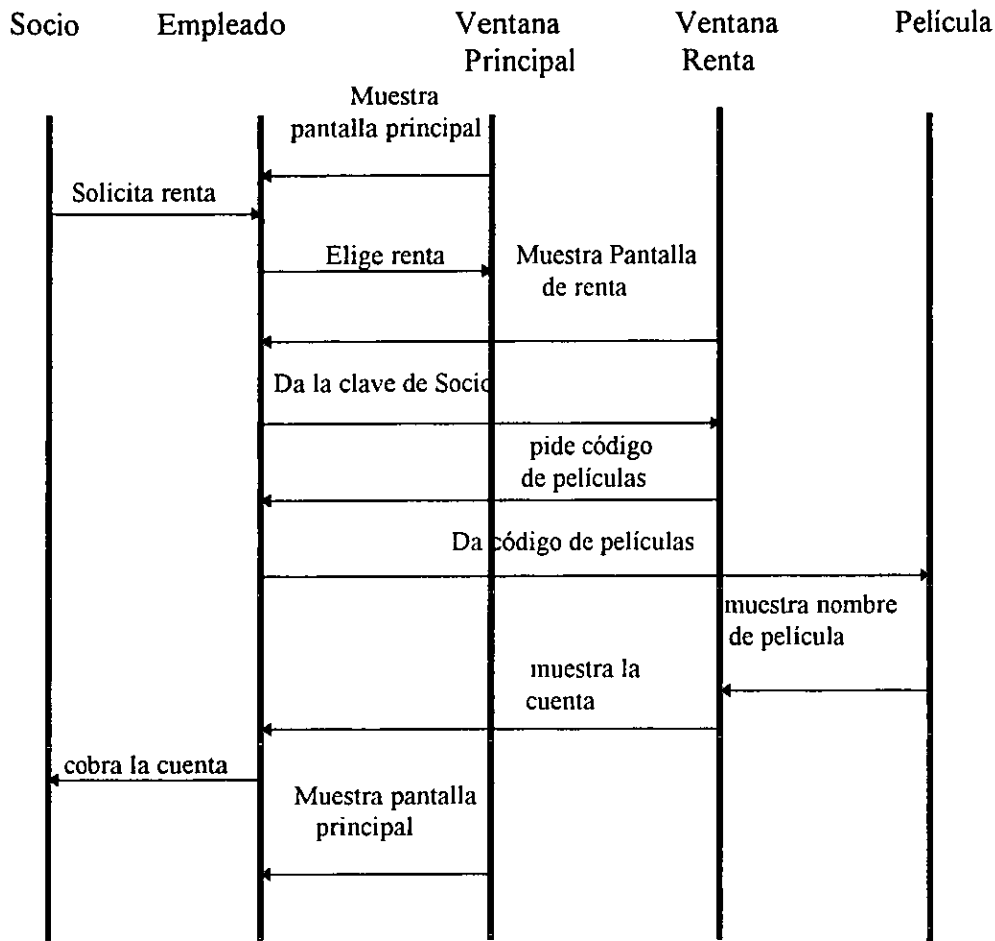 Socio Empleado Ventana Principal Ventana Renta Película
Muestra
pantalla principal
Solicita renta
Elige renta
Muestra Pantalla
de renta
Da la clave de Socio
pide código
de películas
Da código de películas
muestra nombre
de película
muestra la
cuenta
cobra la cuenta
Muestra pantalla
principal